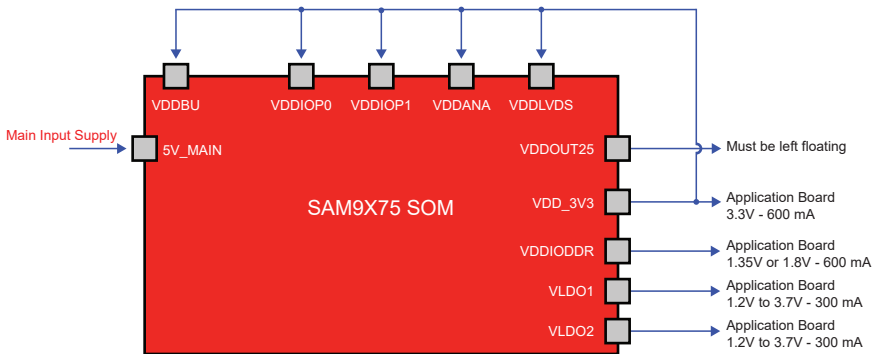 VDDBU
VDDIOP0
VDDIOP1
VDDANA
VDDLVDS
Main Input Supply
5V_MAIN
VDDOUT25
Must be left floating
SAM9X75 SOM
VDD_3V3
Application Board
3.3V - 600 mA
VDDIODDR
Application Board
1.35V or 1.8V - 600 mA
VLDO1
Application Board
1.2V to 3.7V - 300 mA
VLDO2
Application Board
1.2V to 3.7V - 300 mA